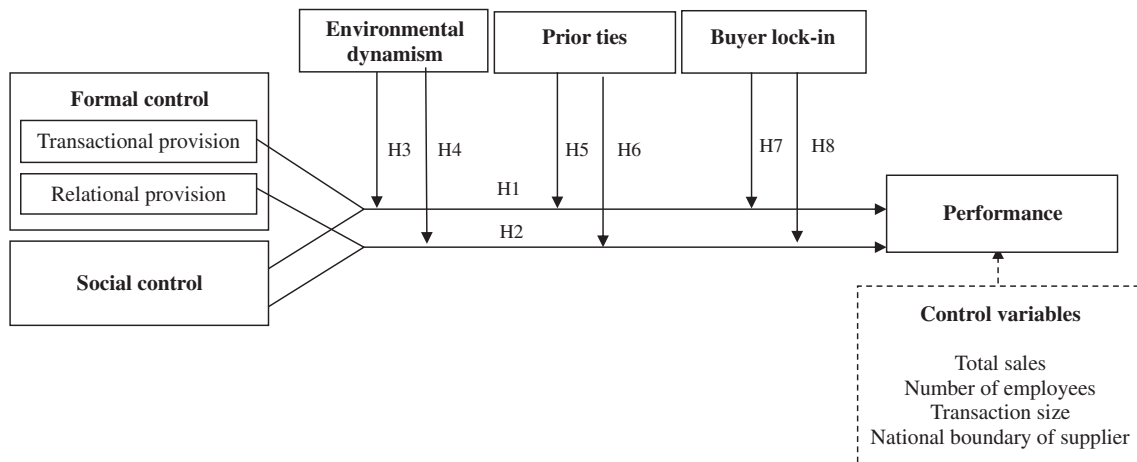 Environmental
dynamism
Prior ties
Buyer lock-in
Formal control
Transactional provision
Relational provision
Social control
H3
H4
H5
H6
H7
H8
H1
H2
Performance
Control variables
Total sales
Number of employees
Transaction size
National boundary of supplier